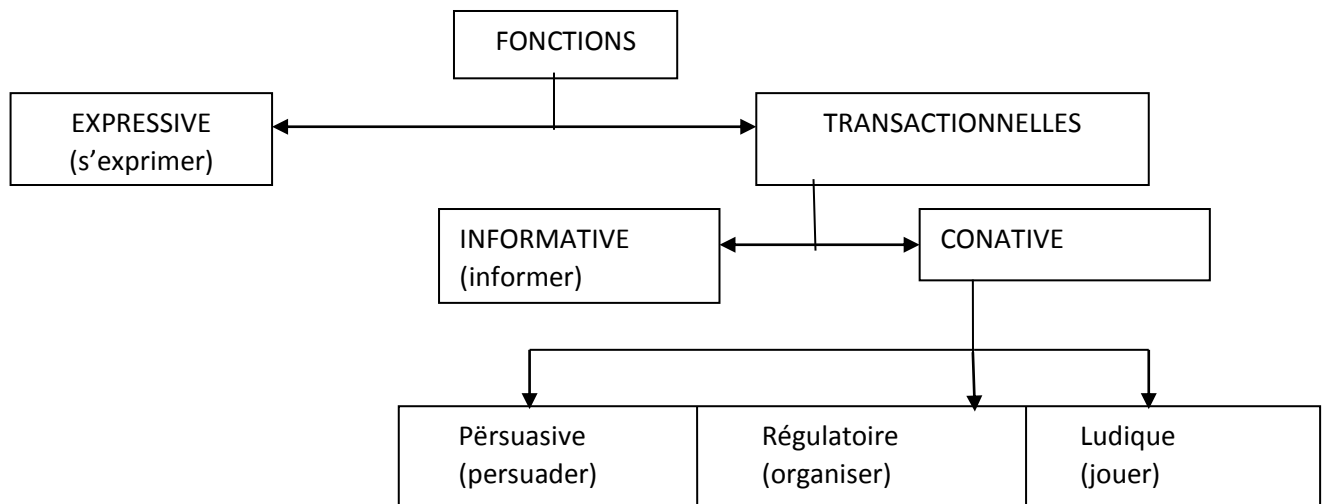 FONCTIONS
EXPRESSIVE
(s’exprimer)
TRANSACTIONNELLES
INFORMATIVE
(informer)
CONATIVE
Përsuasive
(persuader)
Régulatoire
(organiser)
Ludique
(jouer)